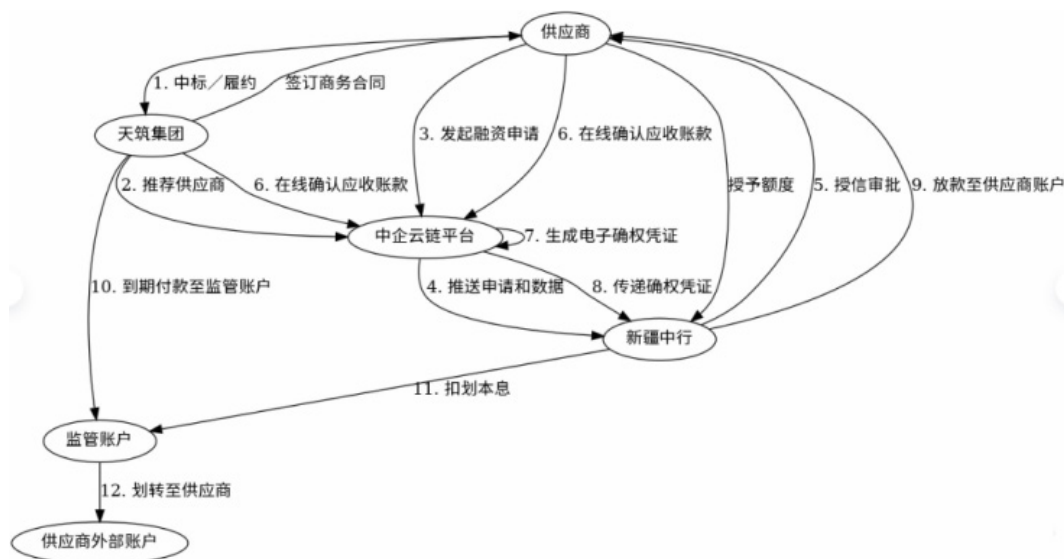 供应商
1. 中标／履约
签订商务合同
天筑集团
3. 发起融资申请
6. 在线确认应收账款
2. 推荐供应商
6. 在线确认应收账款
授予额度
5. 授信审批
9. 放款至供应商账户
中企云链平台
7. 生成电子确权凭证
10. 到期付款至监管账户
4. 推送申请和数据
8. 传递确权凭证
新疆中行
11. 扣划本息
监管账户
12. 划转至供应商
供应商外部账户